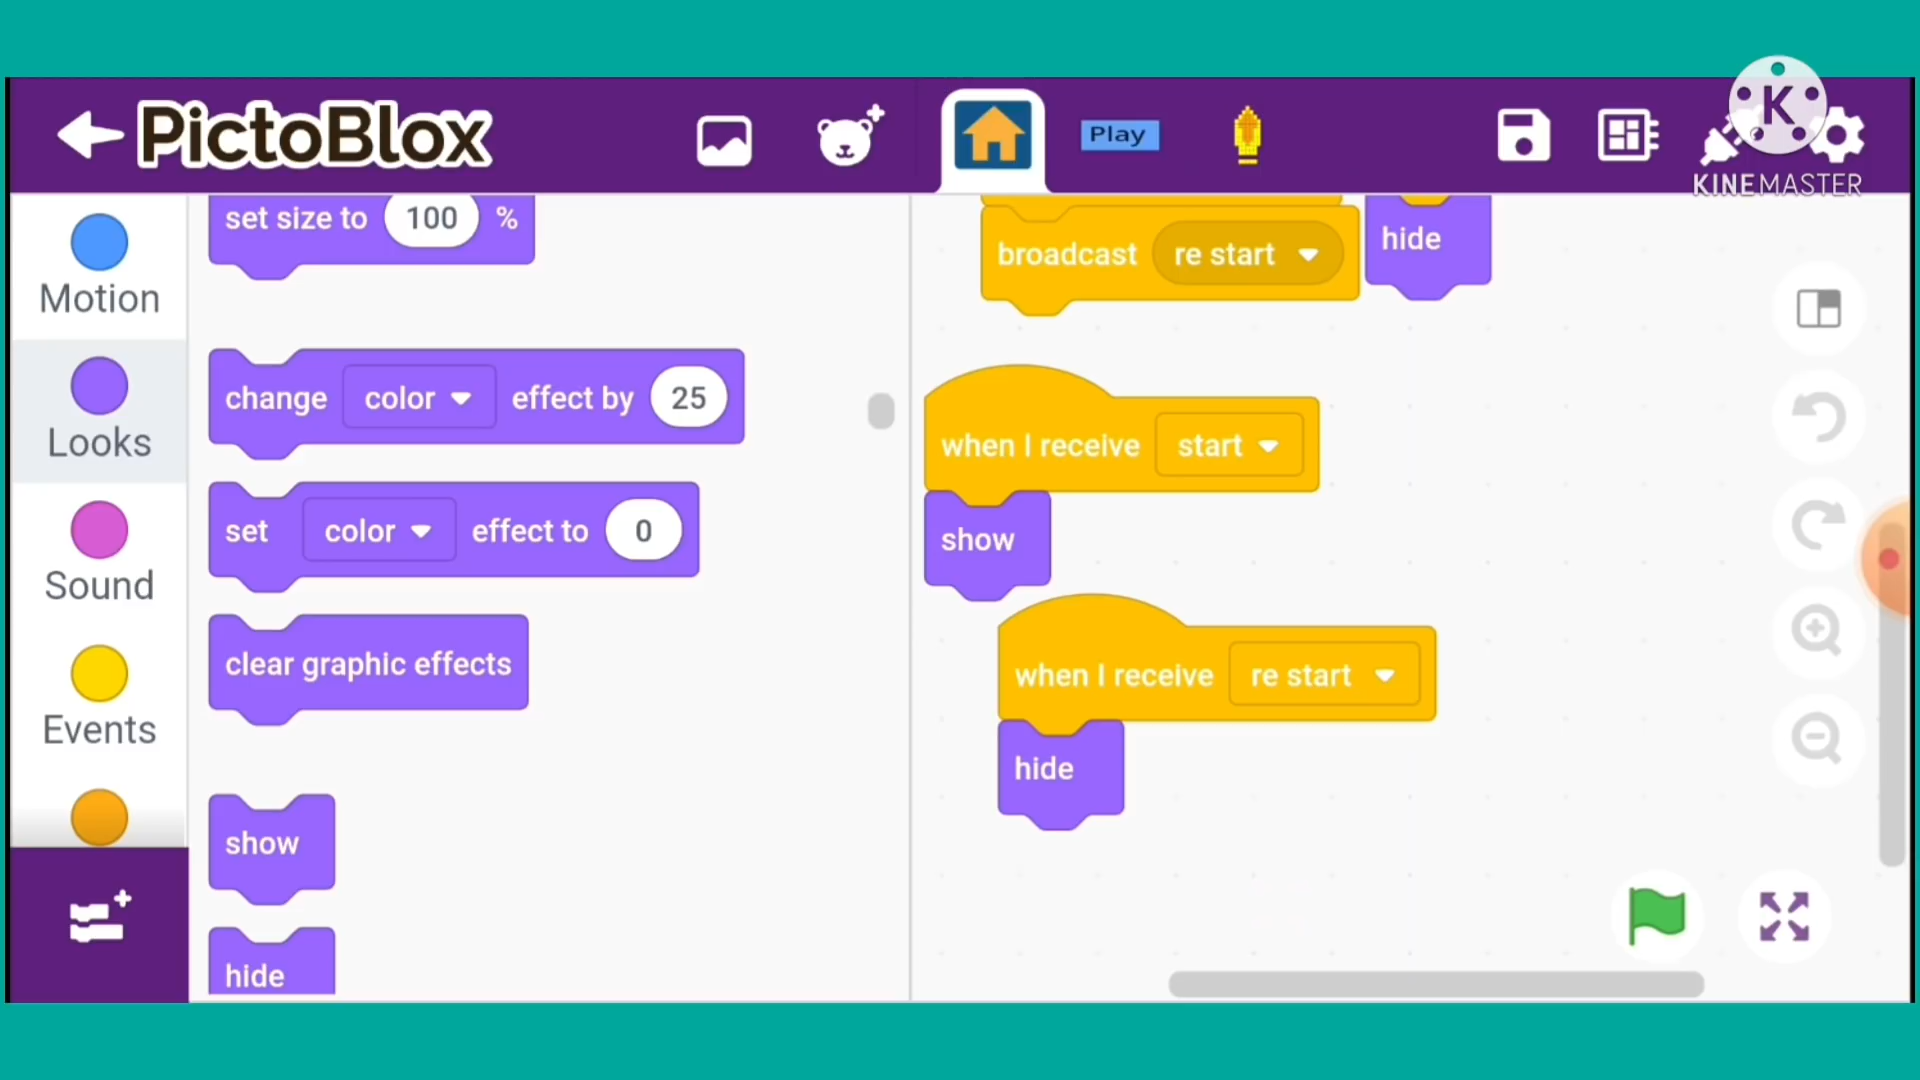 PictoBlox
Play
K
KINEMASTER
Motion
Looks
Sound
Events
set size to 100 %
change color effect by 25
set color effect to 0
clear graphic effects
show
hide
broadcast re start
hide
when I receive start
show
when I receive re start
hide